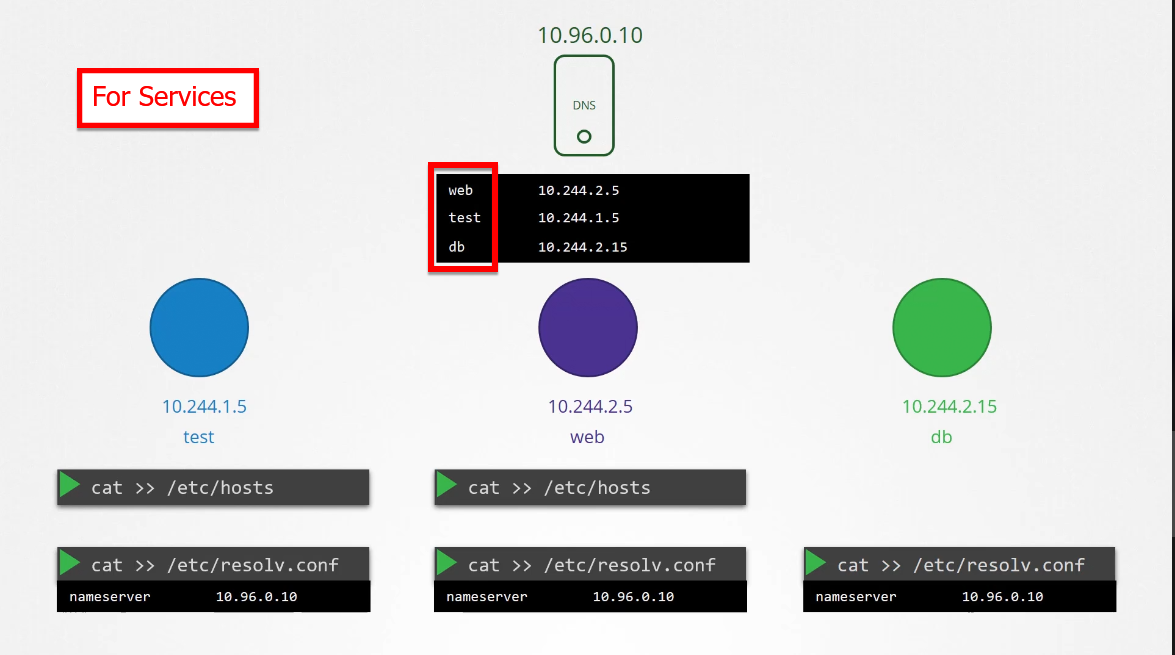 10.96.0.10
For Services
DNS
web 10.244.2.5
test 10.244.1.5
db 10.244.2.15
10.244.1.5 10.244.2.5 10.244.2.15
test web db
cat >> /etc/hosts cat >> /etc/hosts
cat >> /etc/resolv.conf cat >> /etc/resolv.conf cat >> /etc/resolv.conf
nameserver 10.96.0.10 nameserver 10.96.0.10 nameserver 10.96.0.10